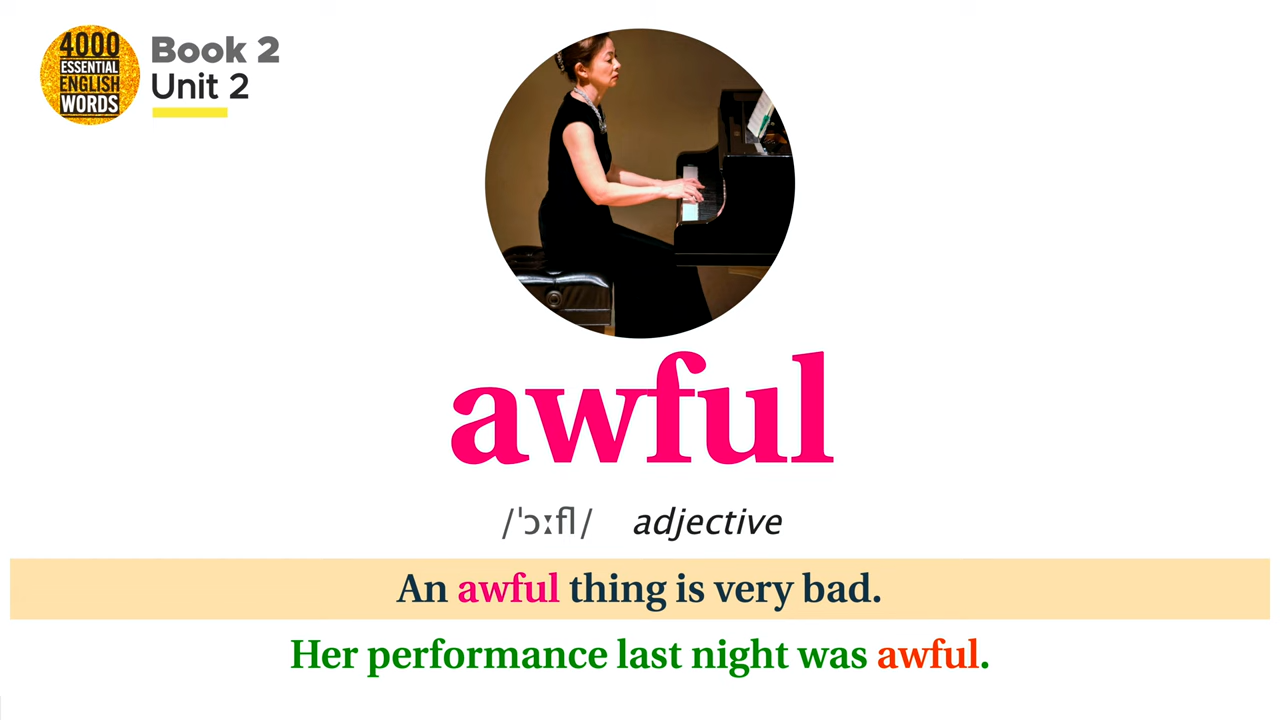 4000
ESSENTIAL
ENGLISH
WORDS
Book 2
Unit 2
awful
/ˈɔːfl/ adjective
An awful thing is very bad.
Her performance last night was awful.